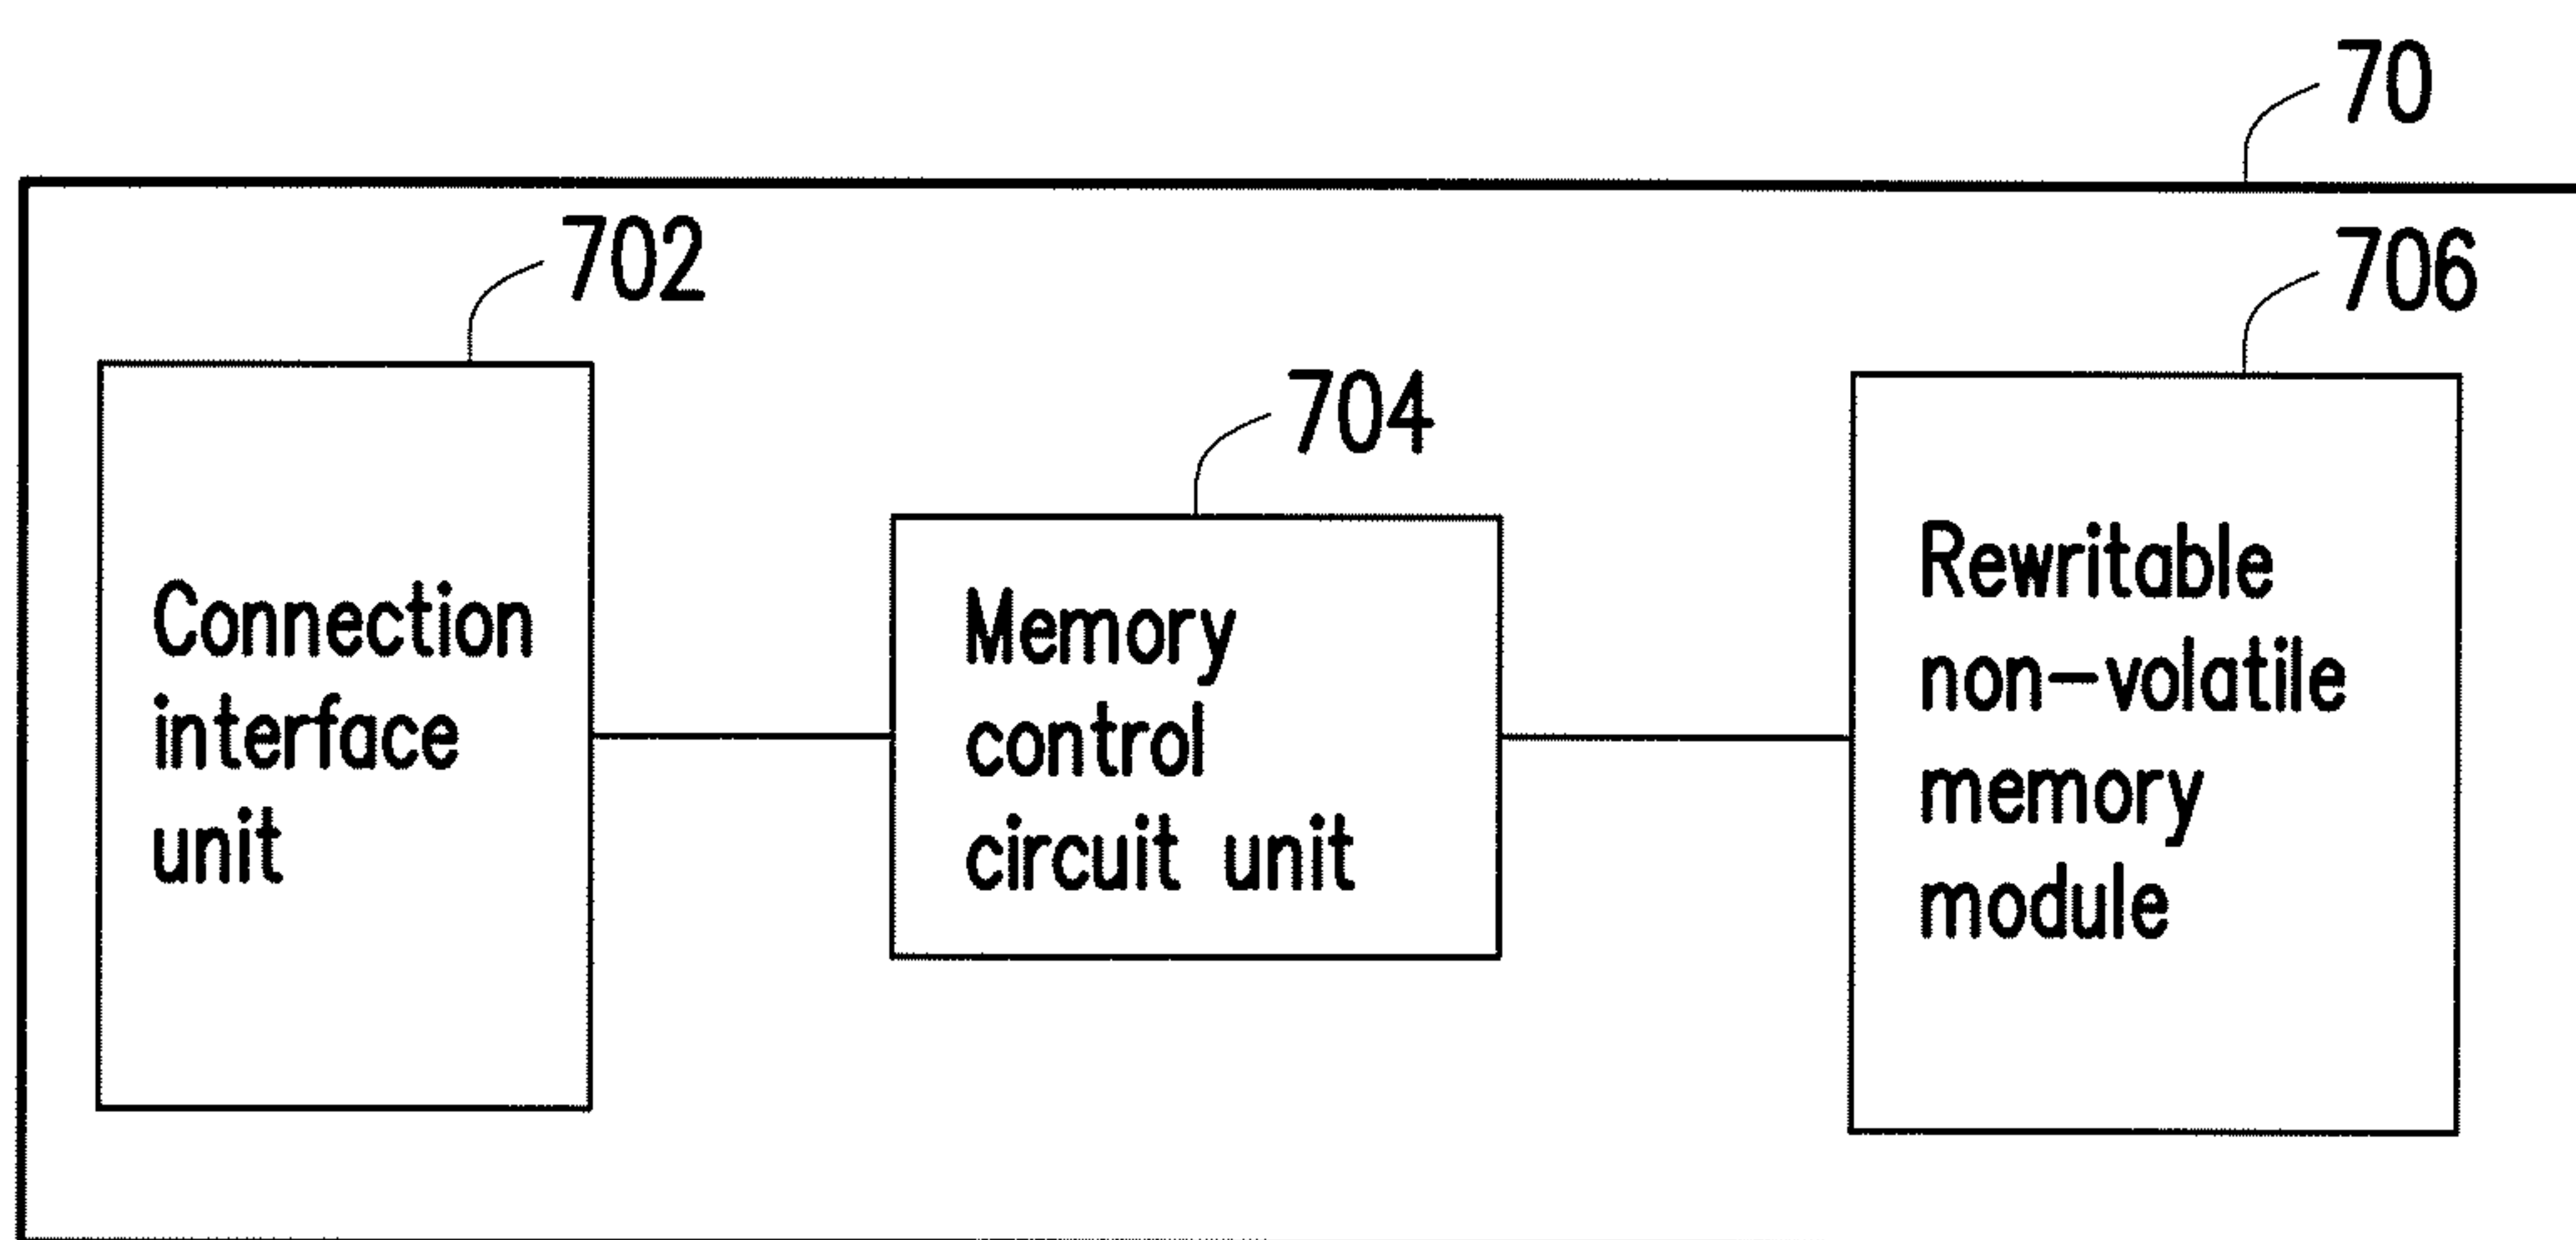 70
702
706
704
Connection
interface
unit
Memory
control
circuit unit
Rewritable
non-volatile
memory
module